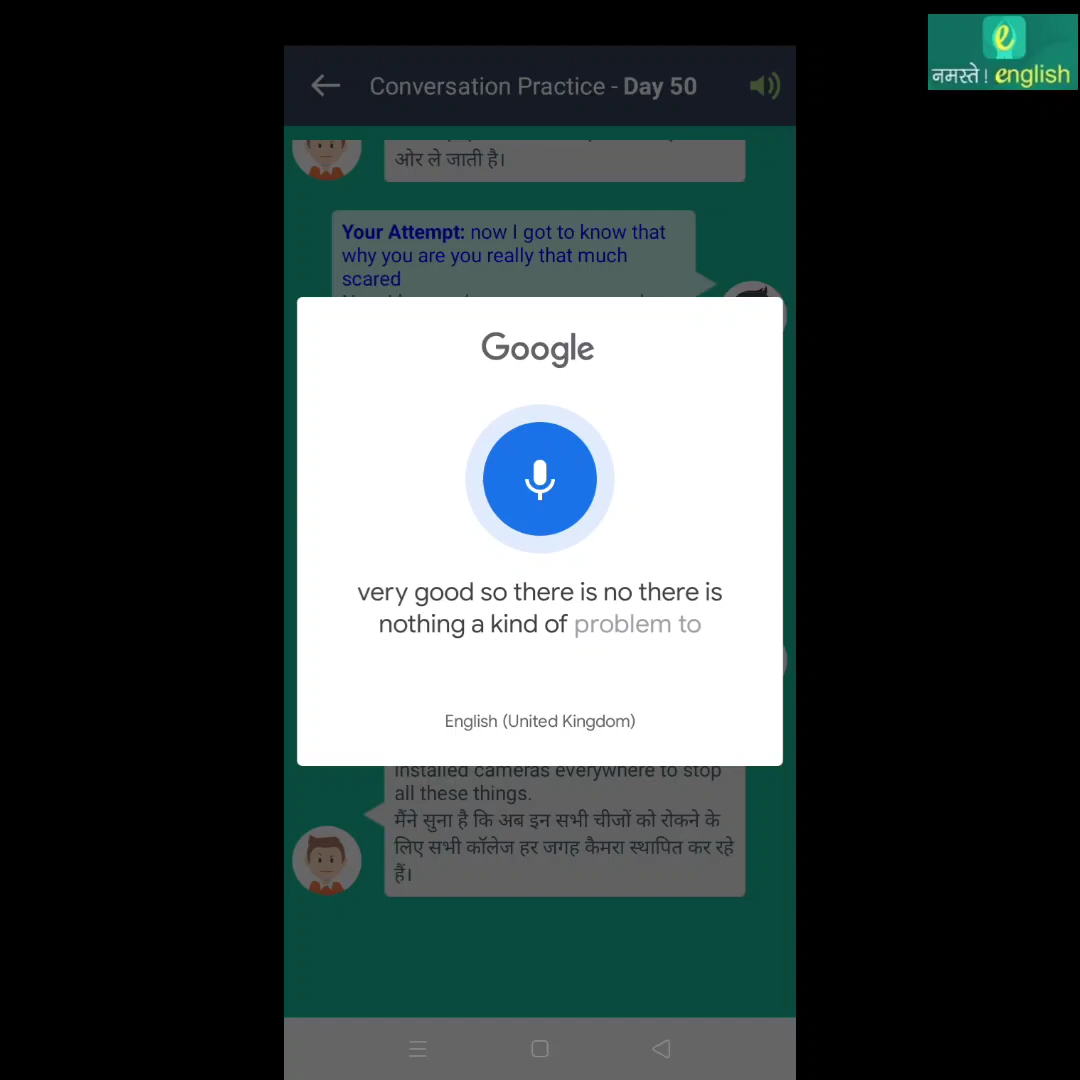 नमस्ते ! english
Conversation Practice - Day 50
ओर ले जाती है।
Your Attempt: now I got to know that
why you are you really that much
scared
Google
very good so there is no there is
nothing a kind of problem to
English (United Kingdom)
installed cameras everywhere to stop
all these things.
मैंने सुना है कि अब इन सभी चीजों को रोकने के
लिए सभी कॉलेज हर जगह कैमरा स्थापित कर रहे
हैं।